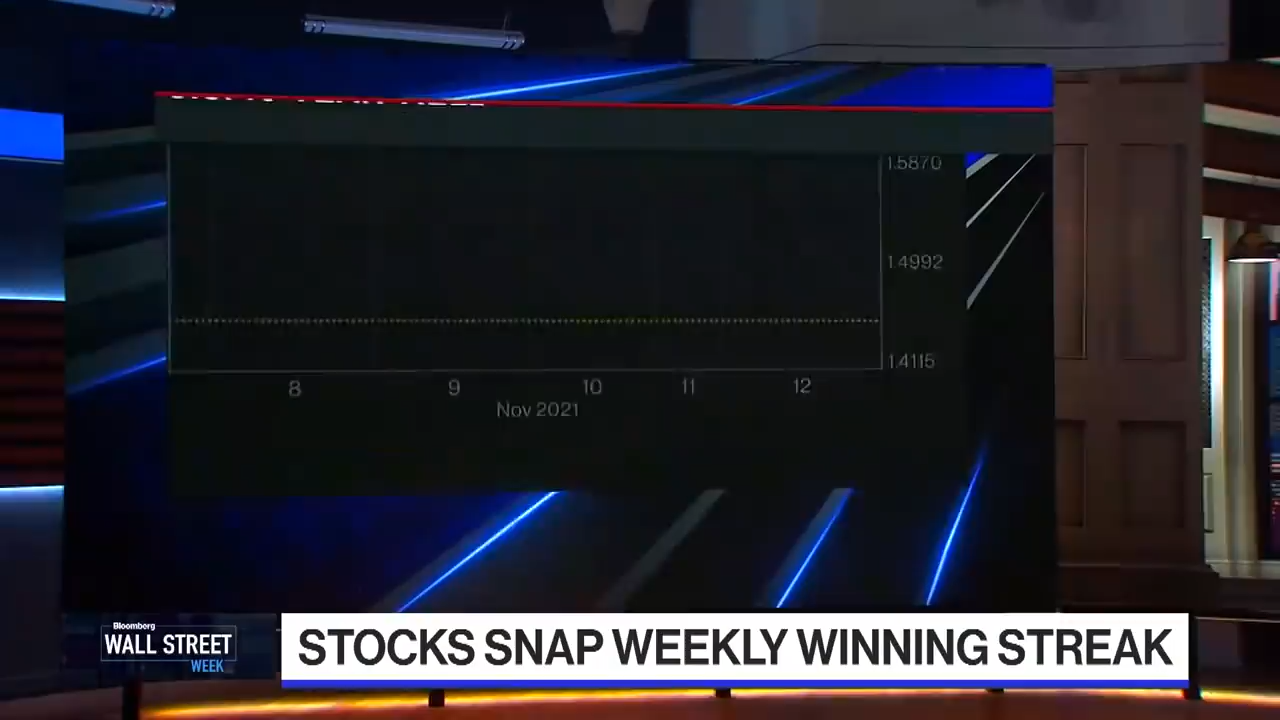 1.5870
1.4992
1.4115
8 9 10 11 12
Nov 2021
Bloomberg
WALL STREET
WEEK
STOCKS SNAP WEEKLY WINNING STREAK